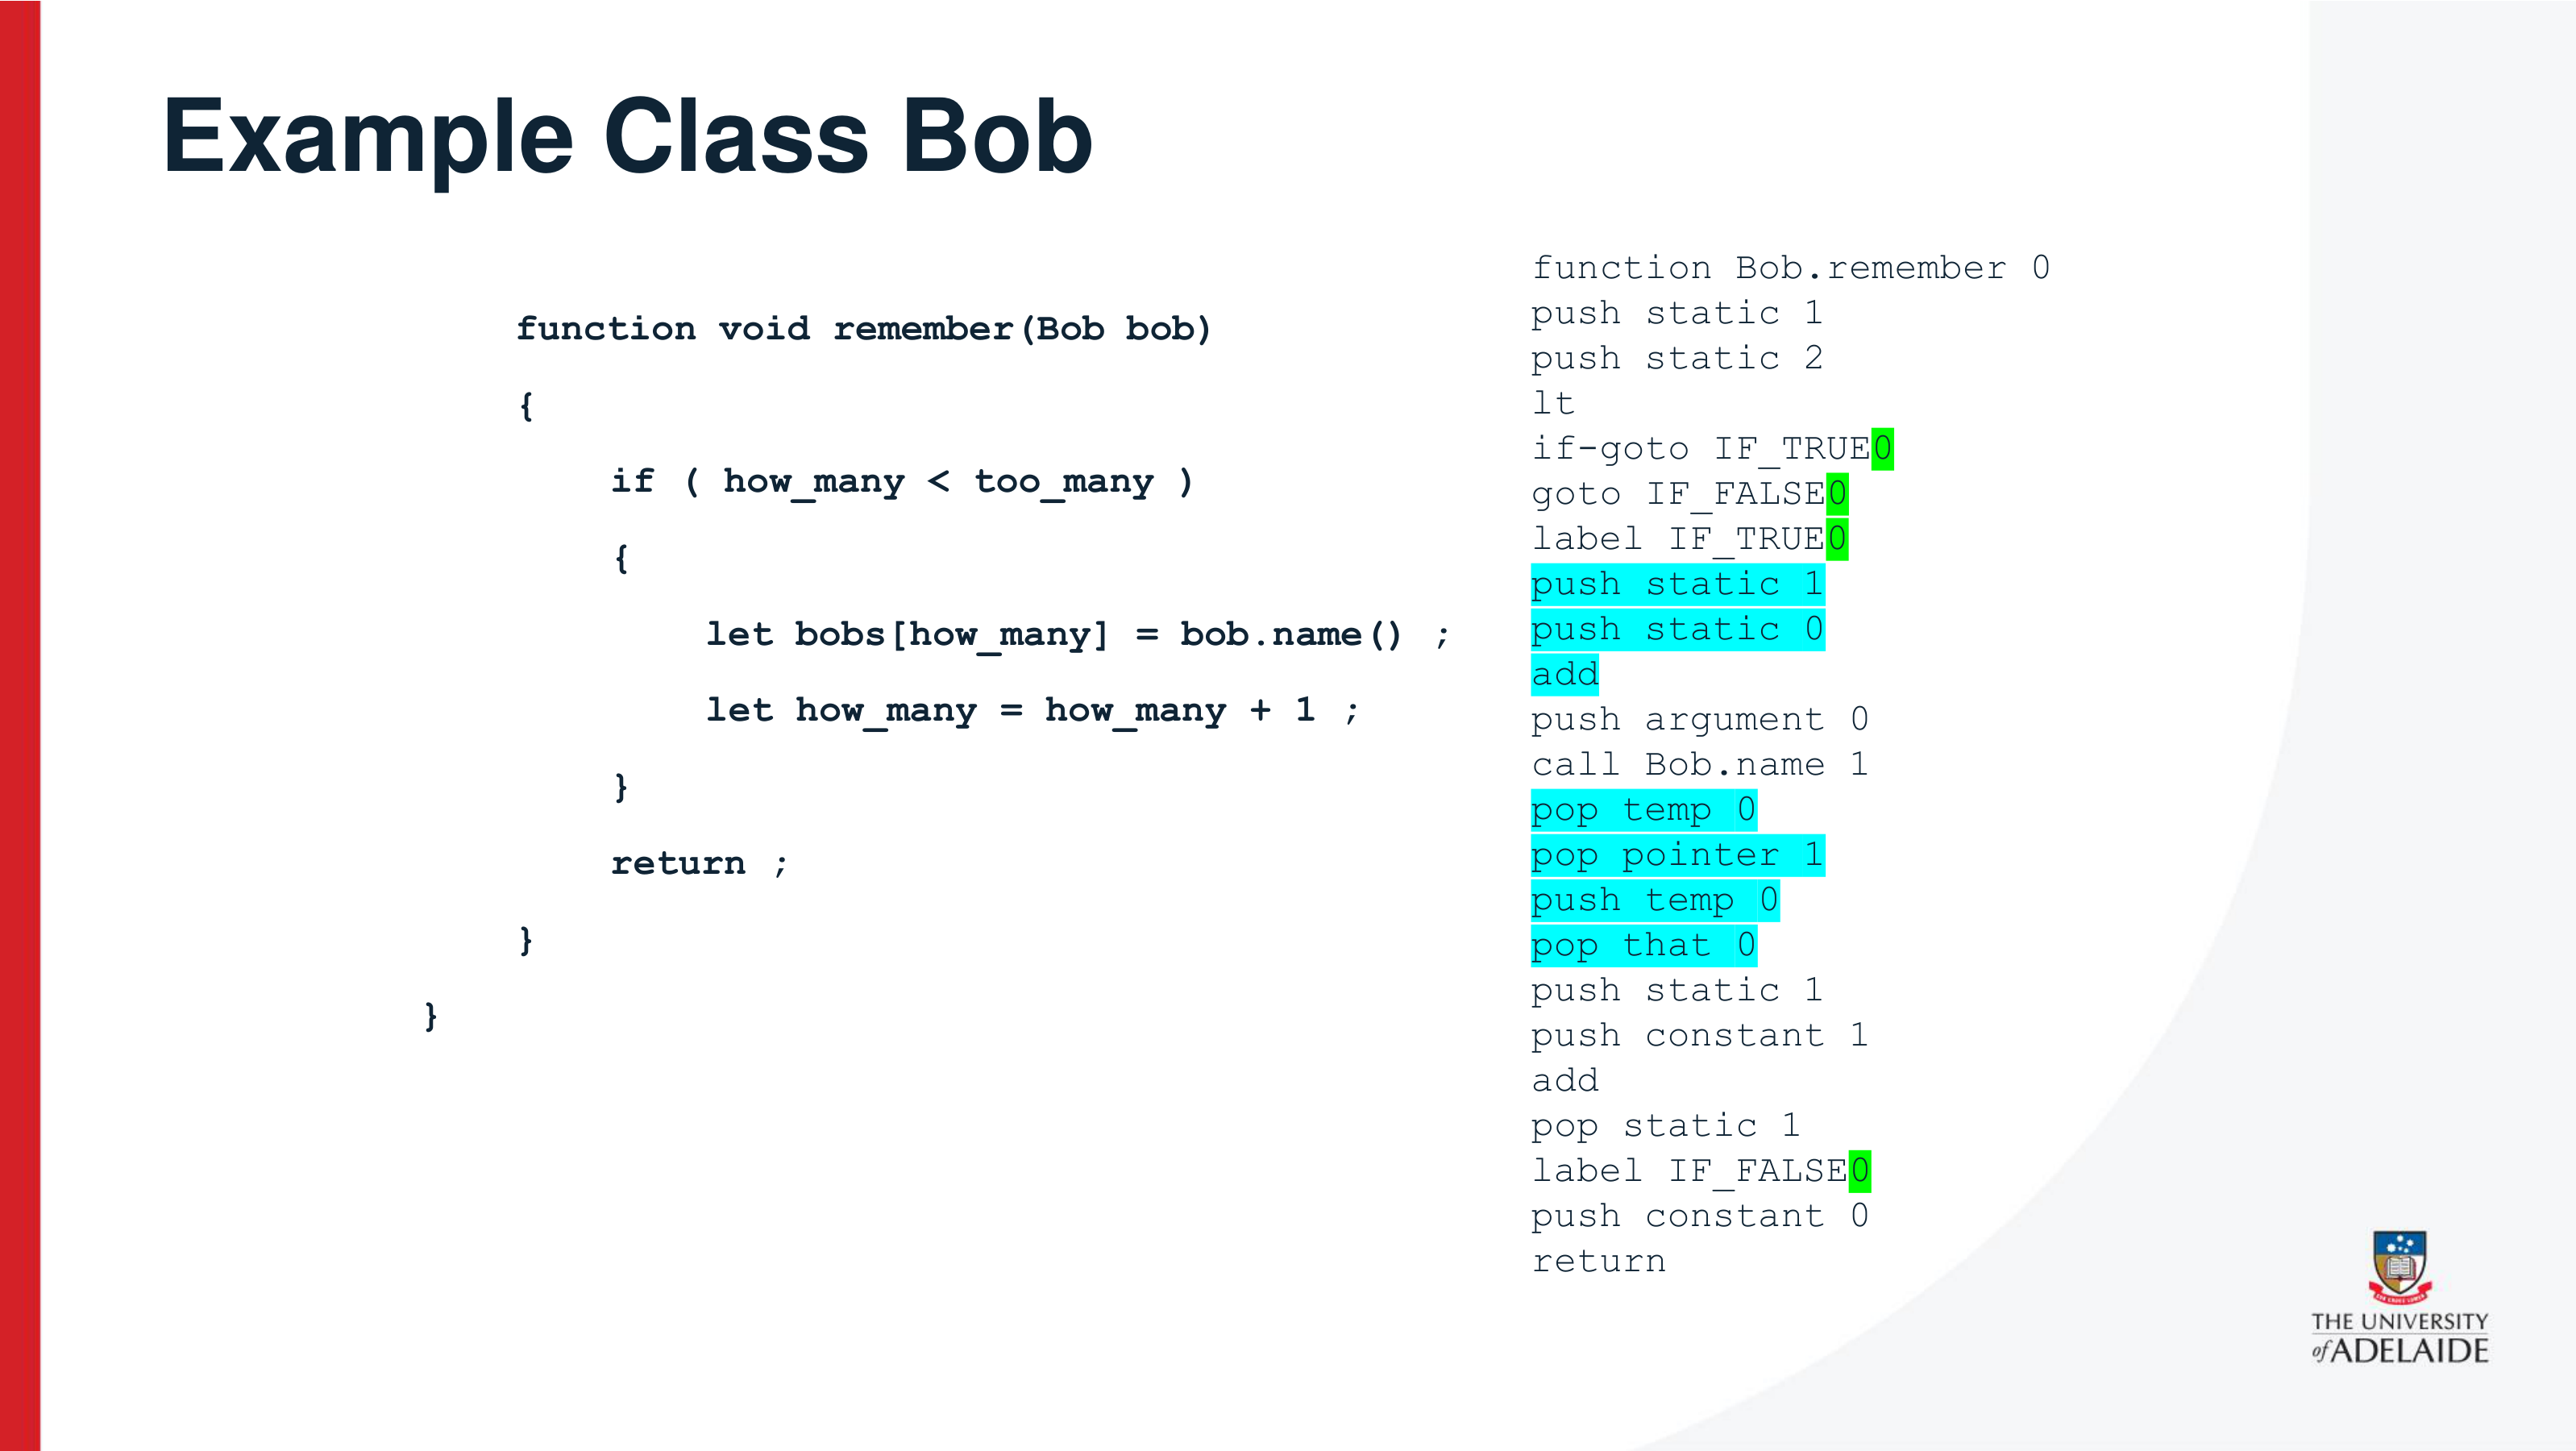 Example Class Bob
function void remember(Bob bob)
{
if ( how_many < too_many )
{
let bobs[how_many] = bob.name() ;
let how_many = how_many + 1 ;
}
return ;
}
}
function Bob.remember 0
push static 1
push static 2
lt
if-goto IF_TRUE0
goto IF_FALSE0
label IF_TRUE0
push static 1
push static 0
add
push argument 0
call Bob.name 1
pop temp 0
pop pointer 1
push temp 0
pop that 0
push static 1
push constant 1
add
pop static 1
label IF_FALSE0
push constant 0
return
THE UNIVERSITY
of ADELAIDE